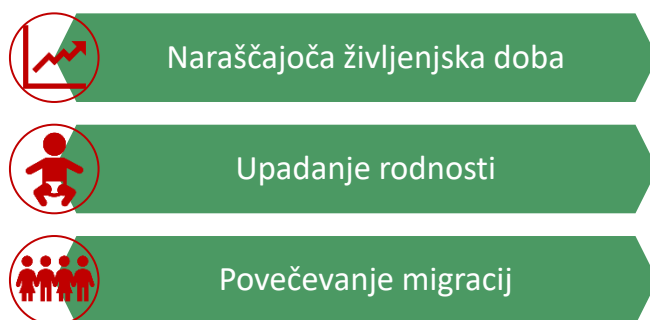 Naraščajoča življenjska doba
Upadanje rodnosti
Povečevanje migracij